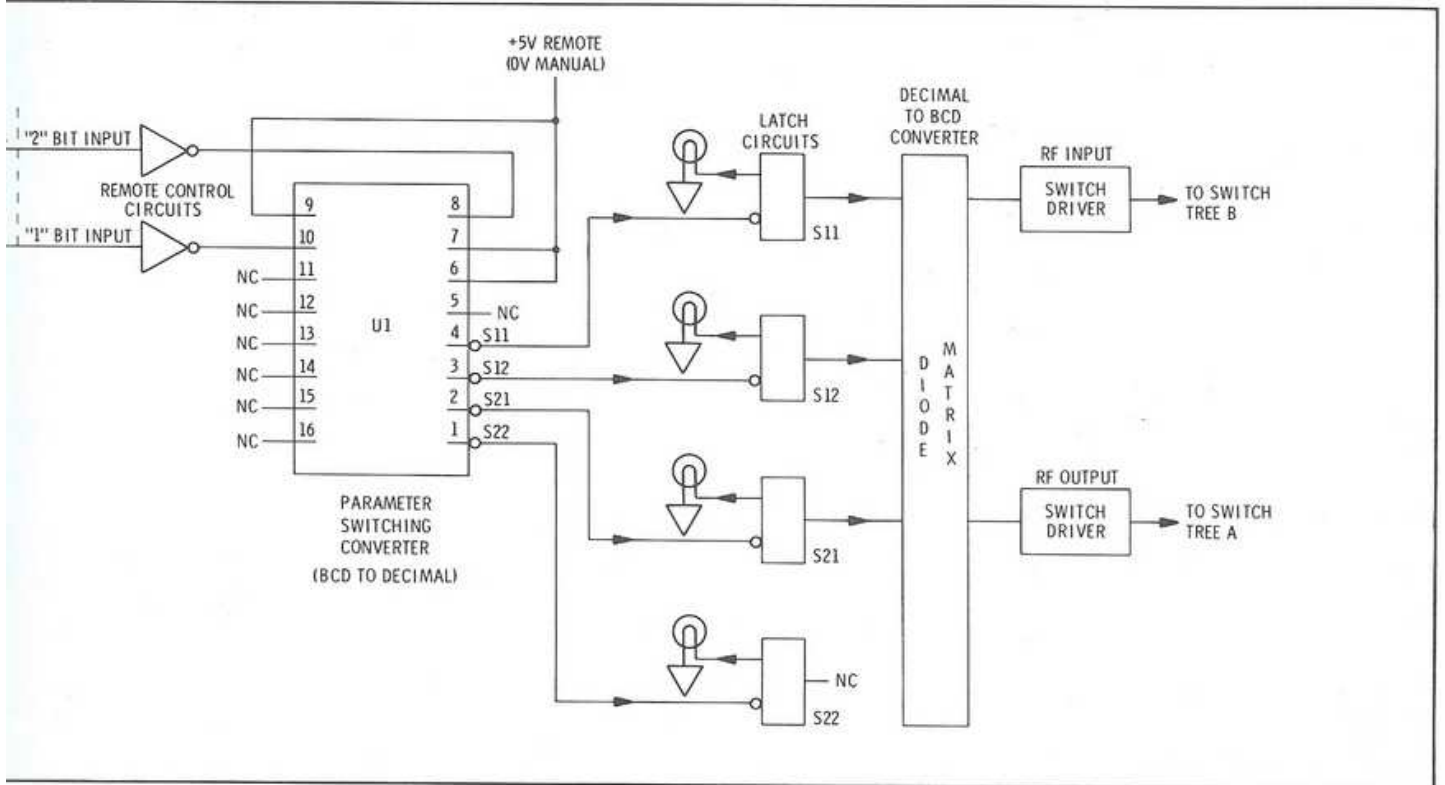 +5V REMOTE
(0V MANUAL)
"2" BIT INPUT
REMOTE CONTROL
CIRCUITS
"1" BIT INPUT
9
10
11
12
13
14
15
16
NC
NC
NC
NC
NC
NC
U1
8
7
6
5
4
3
2
1
NC
S11
S12
S21
S22
PARAMETER
SWITCHING
CONVERTER
(BCD TO DECIMAL)
LATCH
CIRCUITS
S11
S12
S21
NC
S22
DECIMAL
TO BCD
CONVERTER
DIODE
MATRIX
RF INPUT
SWITCH
DRIVER
TO SWITCH
TREE B
RF OUTPUT
SWITCH
DRIVER
TO SWITCH
TREE A